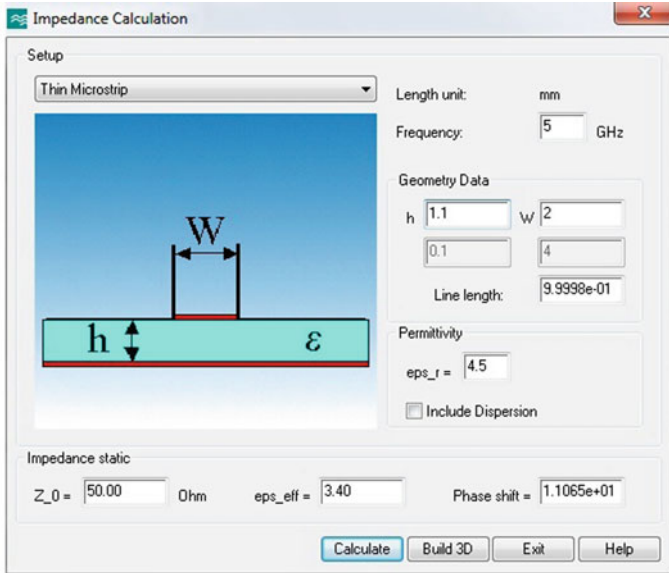 Impedance Calculation
Setup
Thin Microstrip
Length unit: mm
Frequency: 5 GHz
Geometry Data
h 1.1 W 2
0.1 4
Line length: 9.9998e-01
W
h ε
Permittivity
eps_r = 4.5
Include Dispersion
Impedance static
Z_0 = 50.00 Ohm eps_eff = 3.40 Phase shift = 1.1065e+01
Calculate Build 3D Exit Help